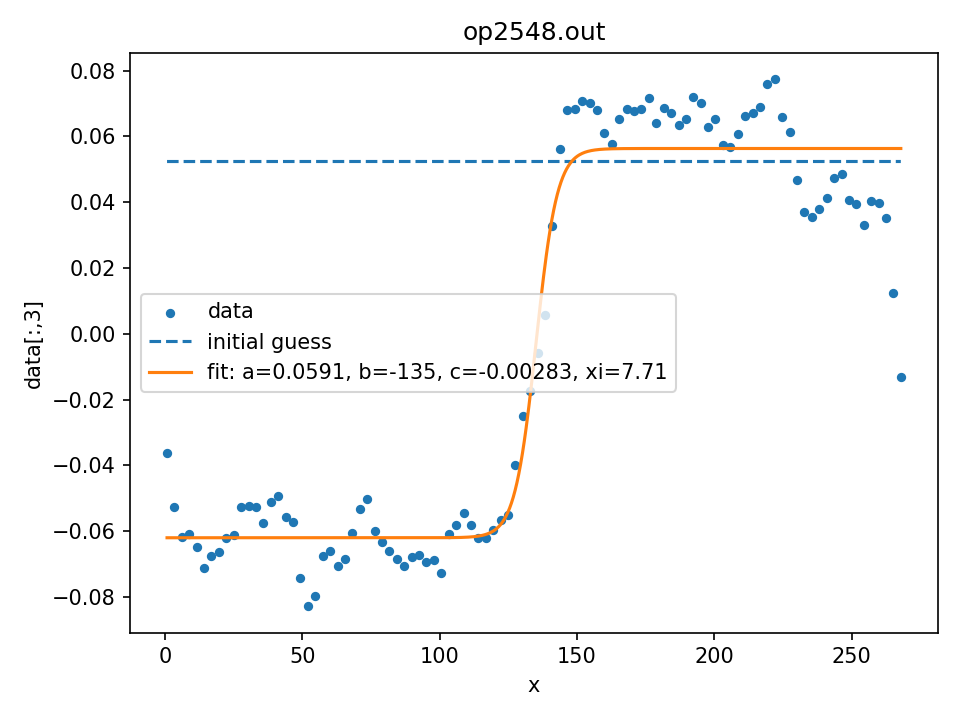 op2548.out
0.08
0.06
0.04
0.02
0.00
−0.02
−0.04
−0.06
−0.08
data[:,3]
data
initial guess
fit: a=0.0591, b=-135, c=-0.00283, xi=7.71
0 50 100 150 200 250
x